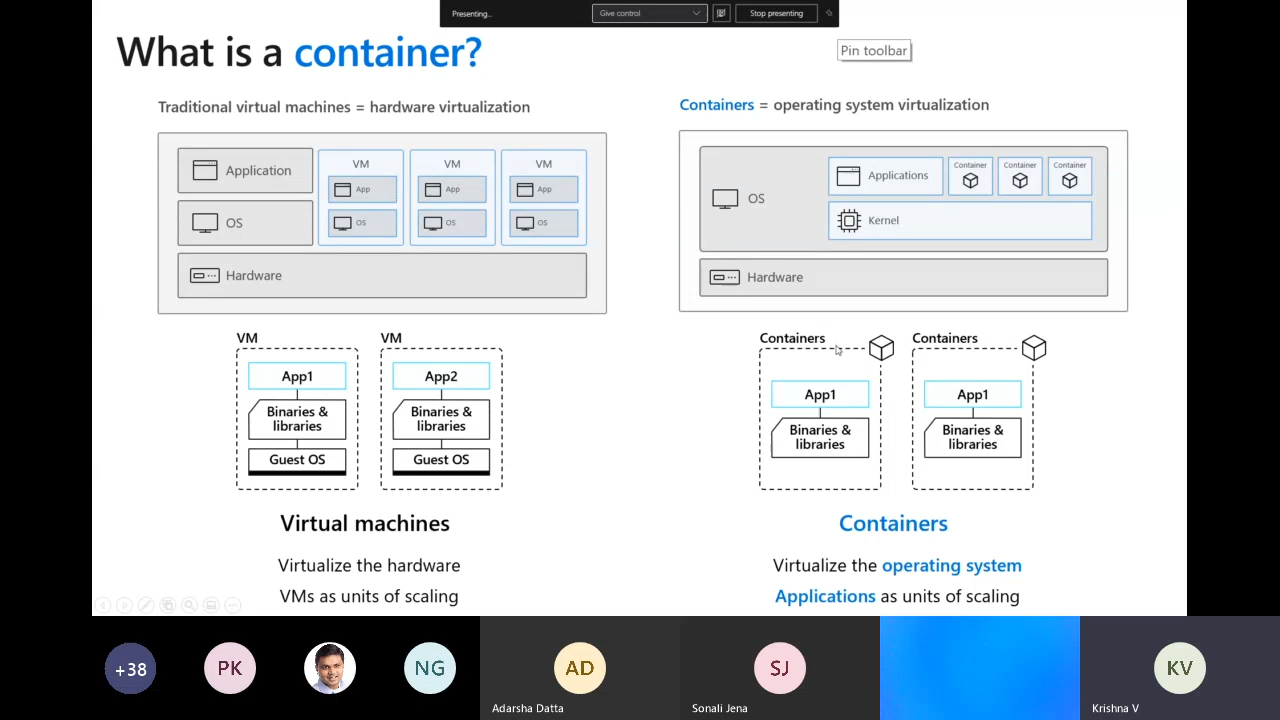 Presenting...
Give control
Stop presenting
What is a container?
Pin toolbar
Traditional virtual machines = hardware virtualization
Application
OS
VM
App
OS
VM
App
OS
VM
App
OS
Hardware
Containers = operating system virtualization
OS
Applications
Container
Container
Container
Kernel
Hardware
VM
App1
Binaries &
libraries
Guest OS
VM
App2
Binaries &
libraries
Guest OS
Containers
App1
Binaries &
libraries
Containers
App1
Binaries &
libraries
Virtual machines
Virtualize the hardware
VMs as units of scaling
Containers
Virtualize the operating system
Applications as units of scaling
+38
PK
NG
AD
Adarsha Datta
SJ
Sonali Jena
KV
Krishna V